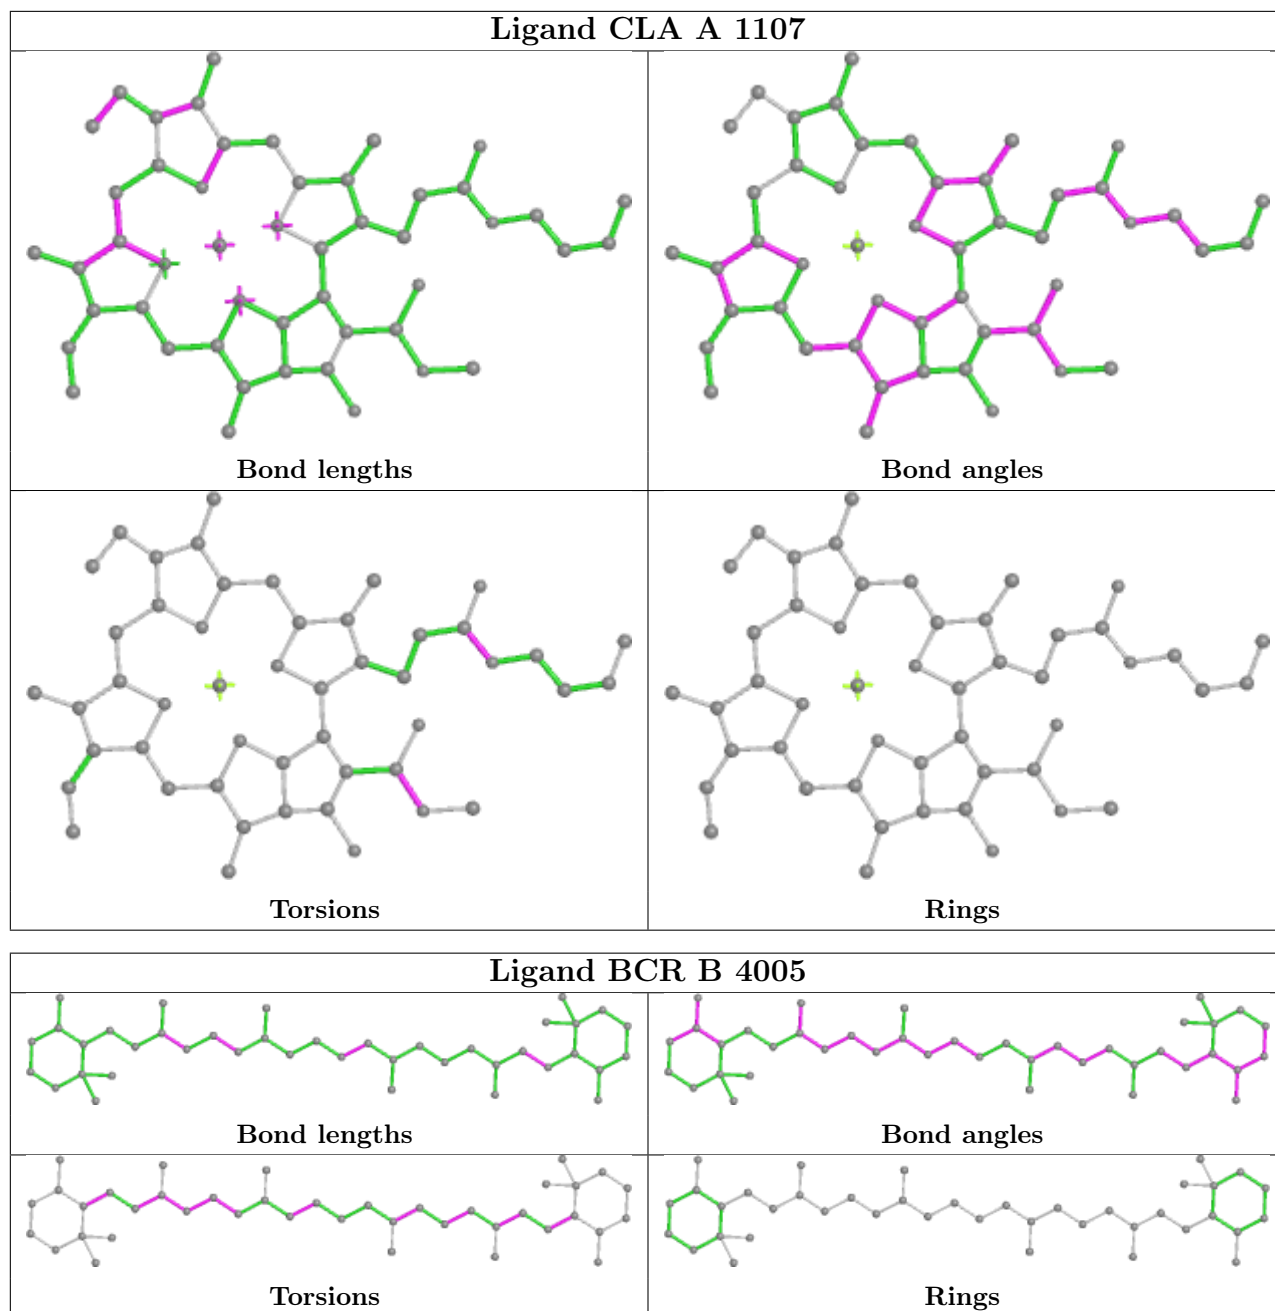 Ligand CLA A 1107
Bond lengths
Bond angles
Torsions
Rings
Ligand BCR B 4005
Bond lengths
Bond angles
Torsions
Rings